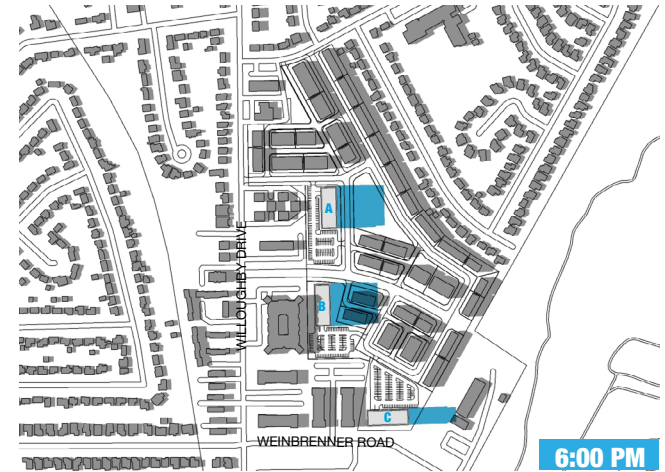 A
WILLOUGHBY DRIVE
B
C
WEINBRENNER ROAD
6:00 PM